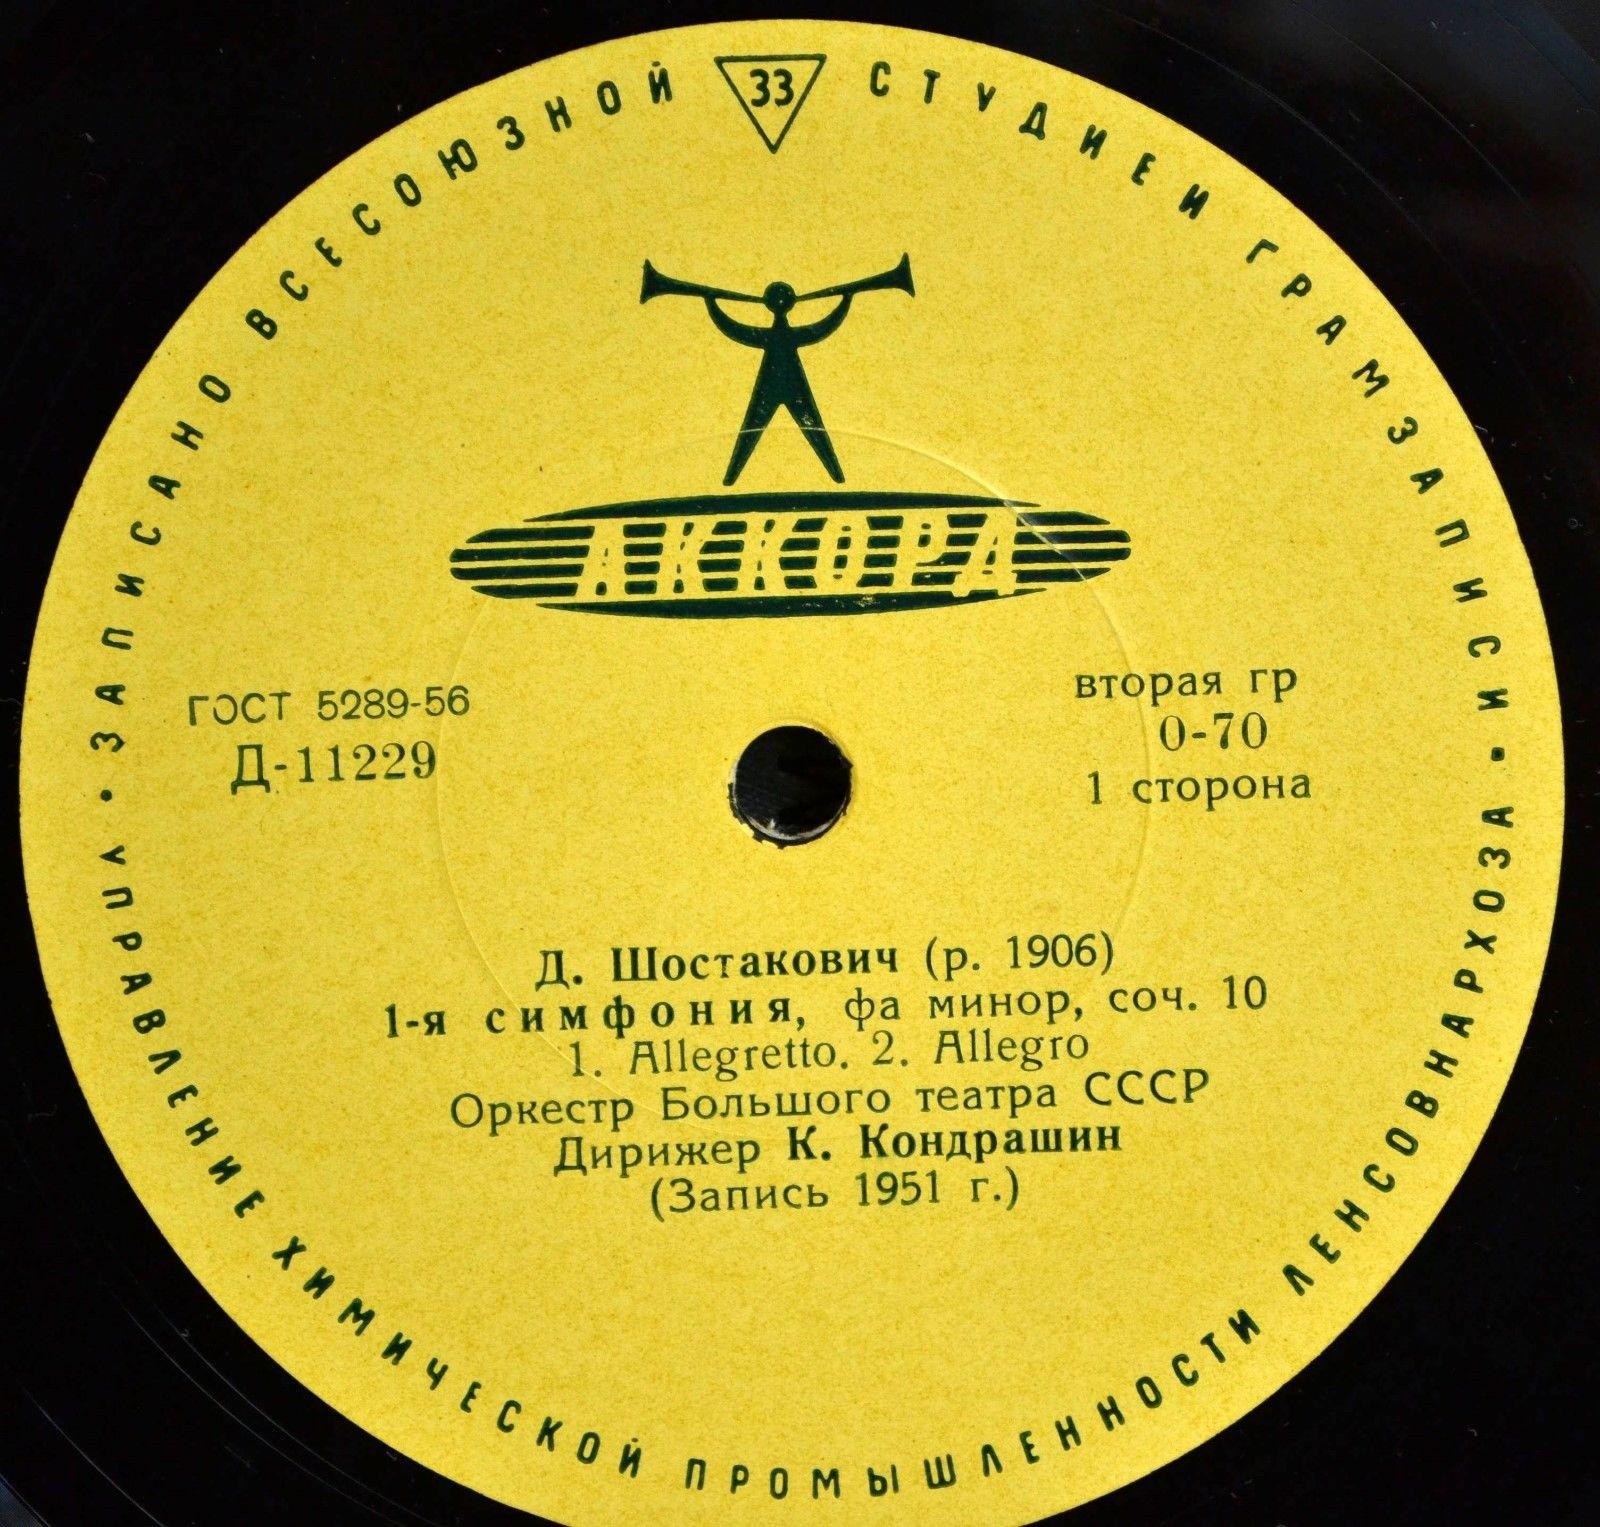 ЗАПИСАНО ВСЕСОЮЗНОЙ СТУДИЕЙ ГРАМЗАПИСИ •
33
АККОРД
ГОСТ 5289-56
Д-11229
вторая гр
0-70
1 сторона
Д. Шостакович (р. 1906)
1-я симфония, фа минор, соч. 10
1. Allegretto. 2. Allegro
Оркестр Большого театра СССР
Дирижер К. Кондрашин
(Запись 1951 г.)
УПРАВЛЕНИЕ ХИМИЧЕСКОЙ ПРОМЫШЛЕННОСТИ ЛЕНСОВНАРХОЗА •